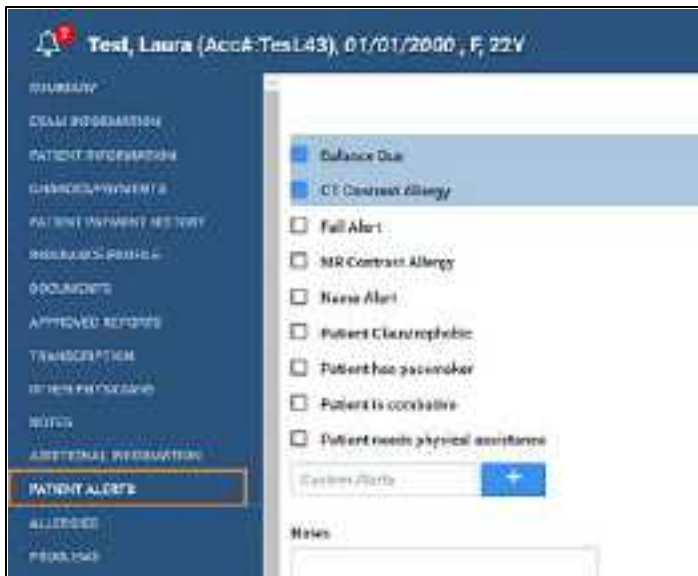 2
Test, Laura (Acc#:TesL43), 01/01/2000 , F, 22Y
SUMMARY
EXAM INFORMATION
PATIENT INFORMATION
CHARGES/PAYMENTS
PATIENT PAYMENT HISTORY
INSURANCE PROFILE
DOCUMENTS
APPROVED REPORTS
TRANSCRIPTION
OTHER PHYSICIANS
NOTES
ADDITIONAL INFORMATION
PATIENT ALERTS
ALLERGIES
PROBLEMS
Balance Due
CT Contrast Allergy
Fall Alert
MR Contrast Allergy
Name Alert
Patient Claustrophobic
Patient has pacemaker
Patient is combative
Patient needs physical assistance
Custom Alerts
+
Notes